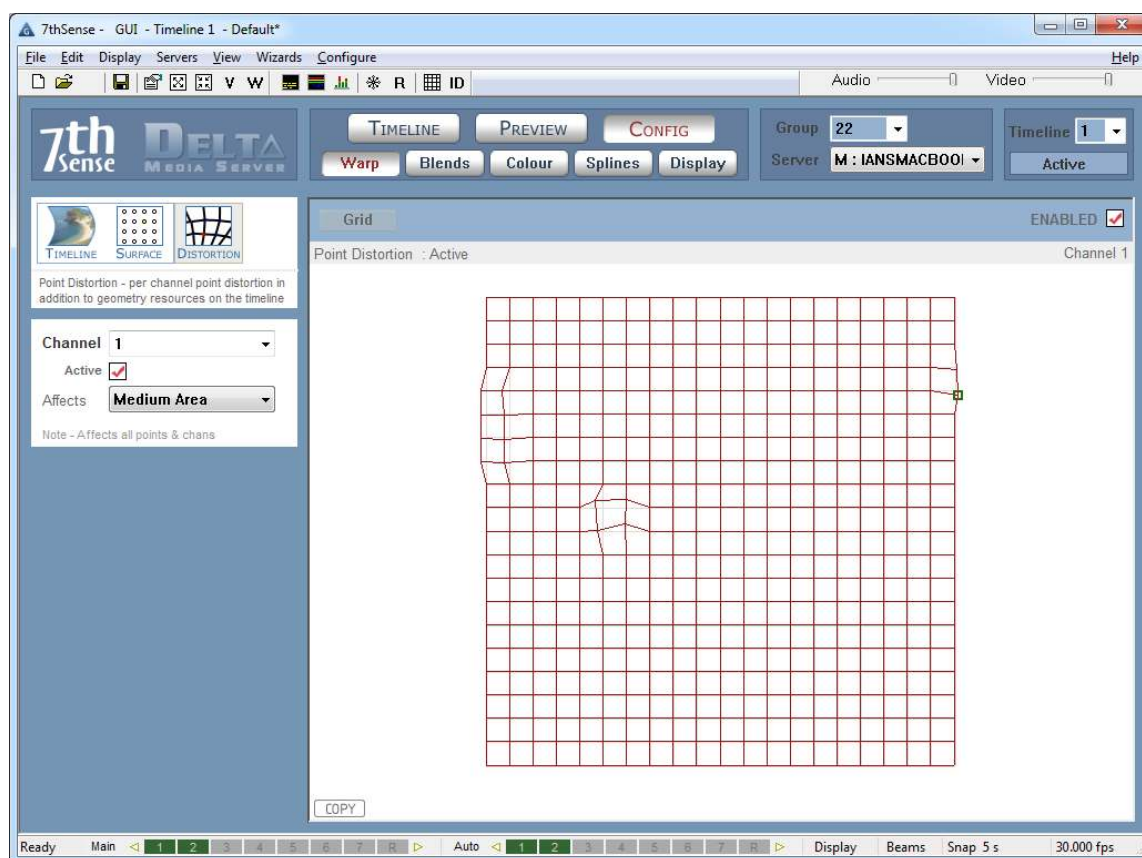 7thSense - GUI - Timeline 1 - Default*
File Edit Display Servers View Wizards Configure Help
V W R ID Audio Video
7th Sense DELTA MEDIA SERVER
TIMELINE PREVIEW CONFIG
Warp Blends Colour Splines Display
Group 22
Server M : IANSMACBOO
Timeline 1
Active
TIMELINE SURFACE DISTORTION
Point Distortion - per channel point distortion in
addition to geometry resources on the timeline
Channel 1
Active
Affects Medium Area
Note - Affects all points & chans
Grid ENABLED
Point Distortion : Active Channel 1
COPY
Ready Main 1 2 3 4 5 6 7 R Auto 1 2 3 4 5 6 7 R Display Beams Snap 5 s 30.000 fps